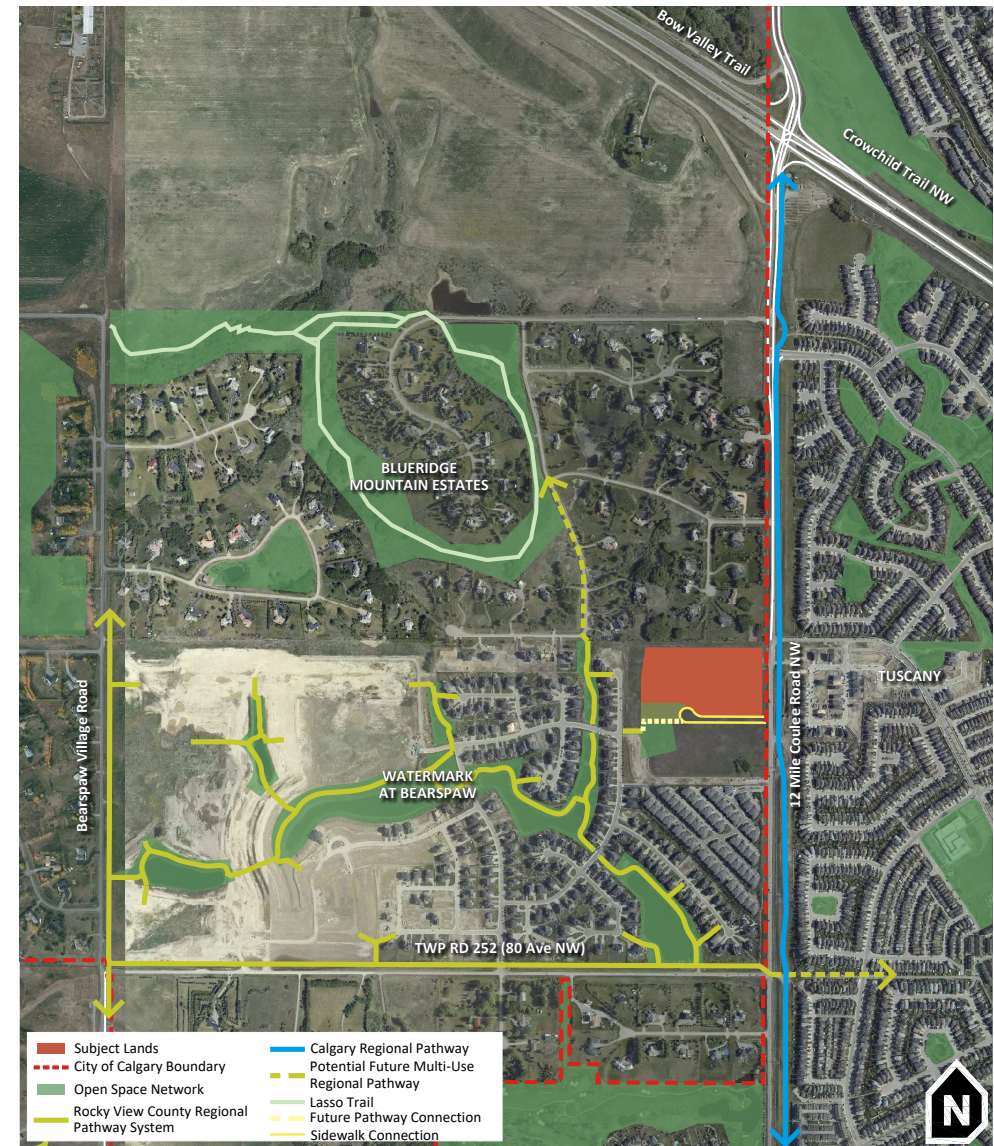 Bow Valley Trail
Crowchild Trail NW
BLUERIDGE
MOUNTAIN ESTATES
Bearspaw Village Road
12 Mile Coulee Road NW
TUSCANY
WATERMARK
AT BEARSPAW
TWP RD 252 (80 Ave NW)
Subject Lands
City of Calgary Boundary
Open Space Network
Rocky View County Regional
Pathway System
Calgary Regional Pathway
Potential Future Multi-Use
Regional Pathway
Lasso Trail
Future Pathway Connection
Sidewalk Connection
N